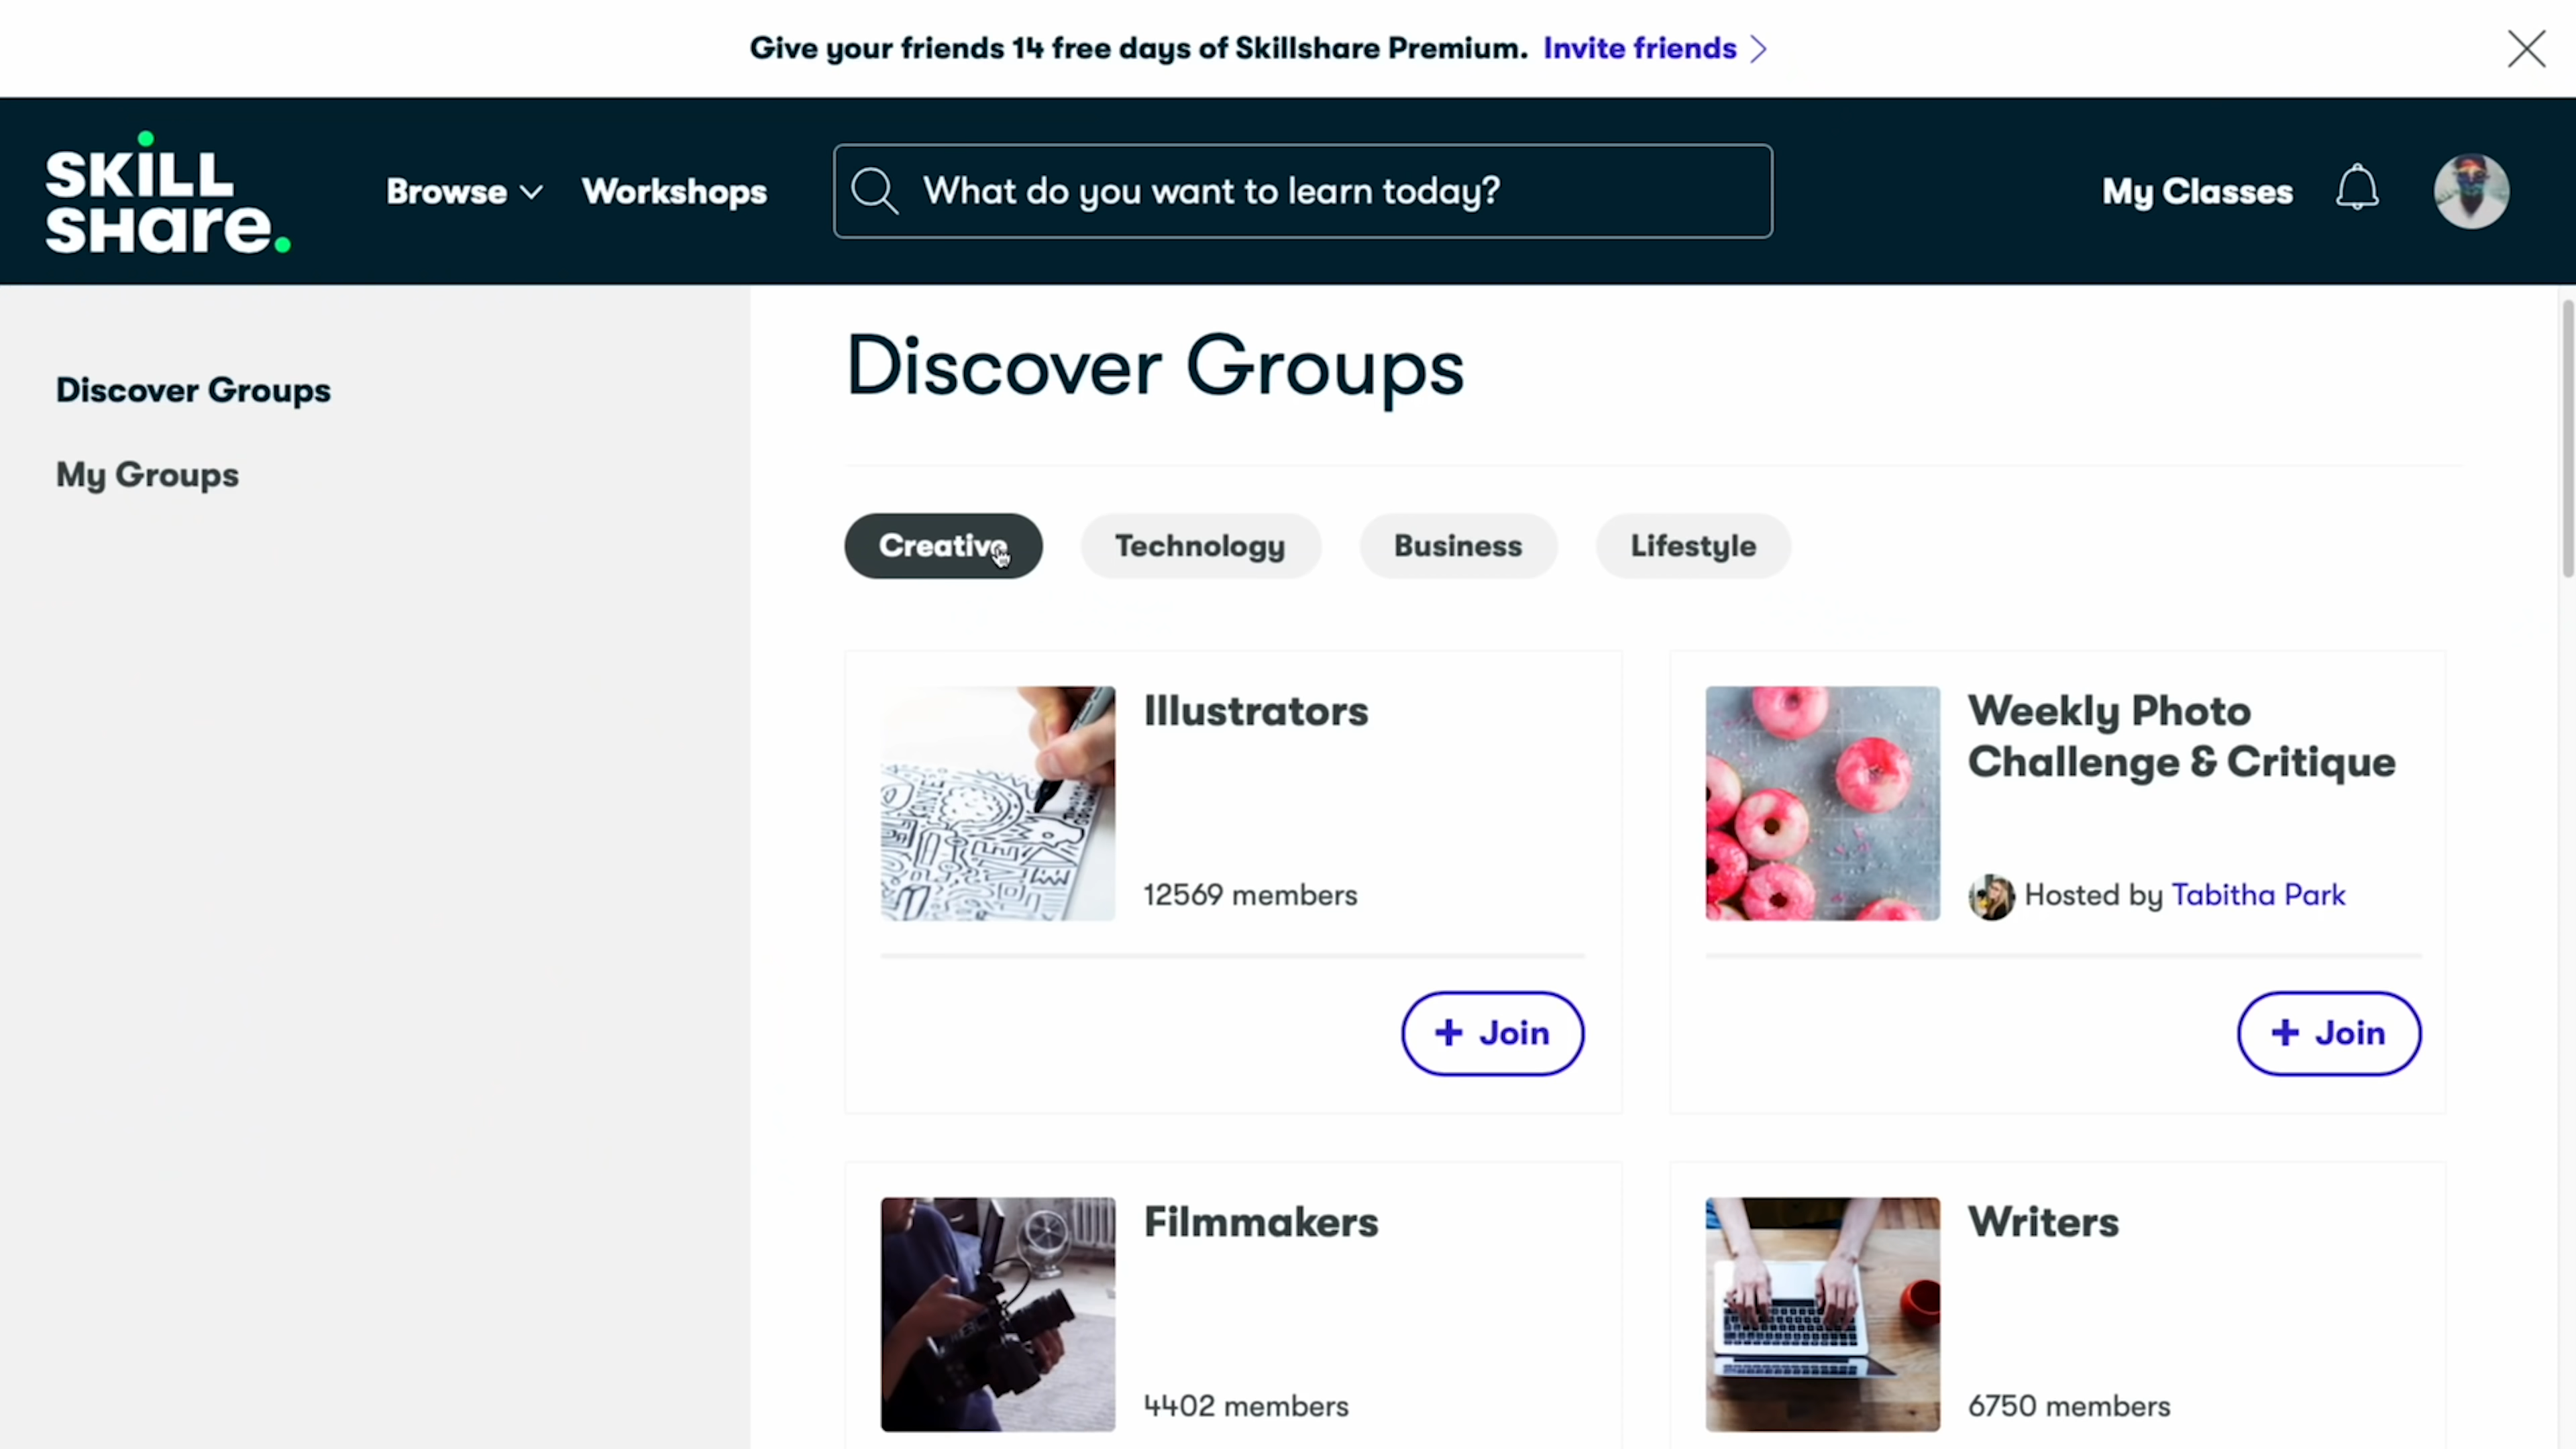 Give your friends 14 free days of Skillshare Premium. Invite friends
SKILL
SHare.
Browse
Workshops
What do you want to learn today?
My Classes
Discover Groups
My Groups
Discover Groups
Creative
Technology
Business
Lifestyle
Illustrators
12569 members
+ Join
Weekly Photo
Challenge & Critique
Hosted by Tabitha Park
+ Join
Filmmakers
4402 members
Writers
6750 members